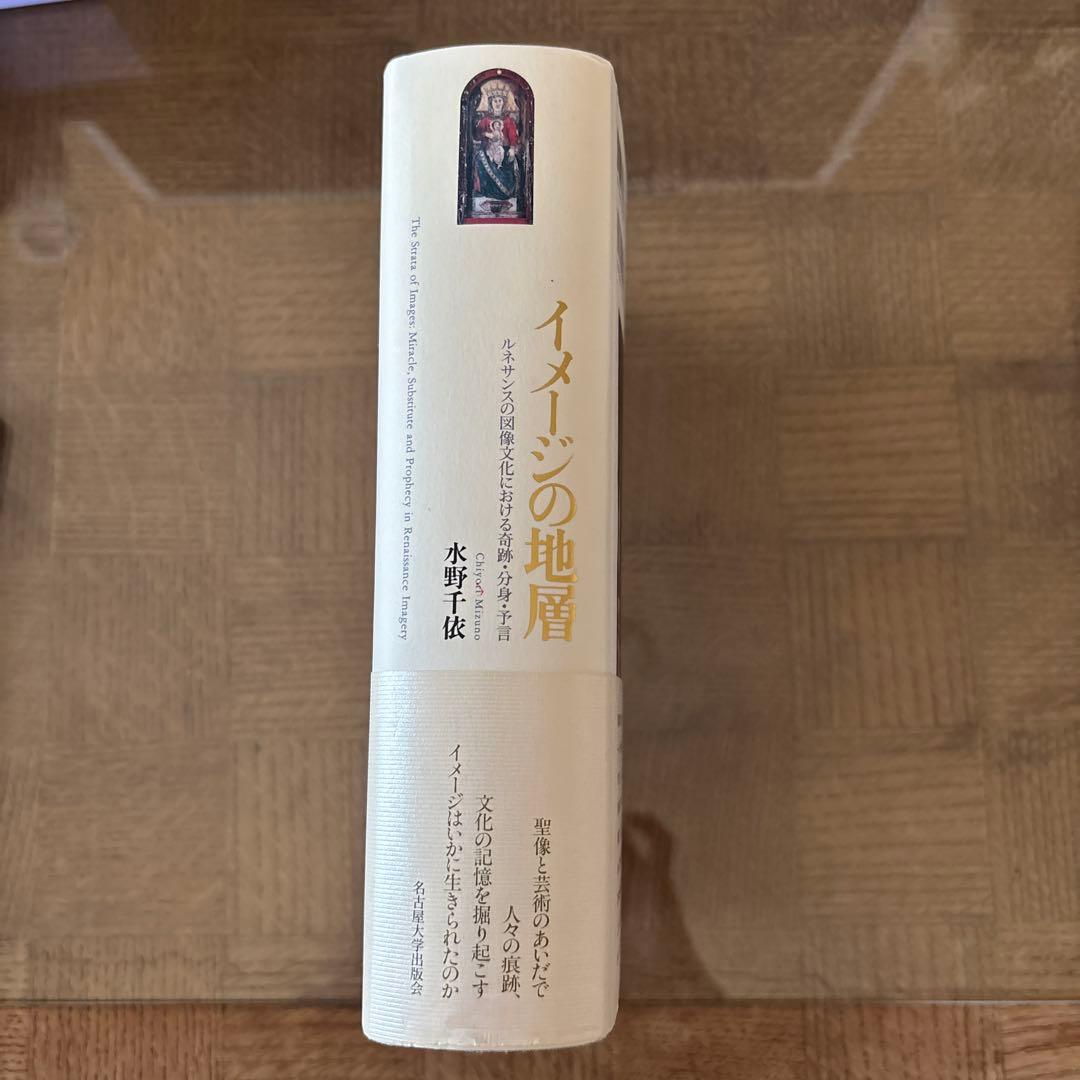 イメージの地層
ルネサンスの図像文化における奇跡・分身・予言
Chiyori Mizuno
水野千依
The Strata of Images: Miracle, Substitute and Prophecy in Renaissance Imagery
聖像と芸術のあいだで
人々の痕跡、
文化の記憶を掘り起こす
イメージはいかに生きられたのか
名古屋大学出版会